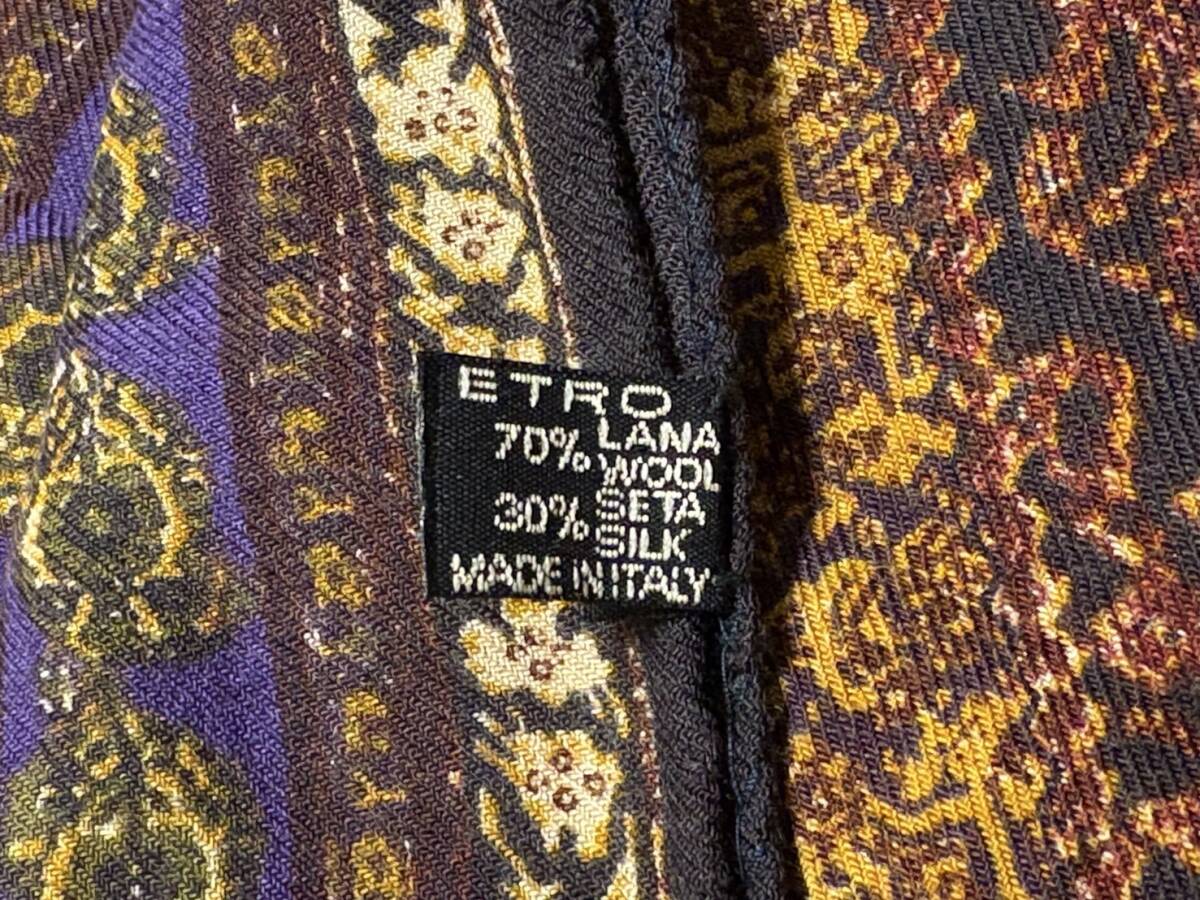 ETRO
70% LANA
WOOL
30% SETA
SILK
MADE IN ITALY